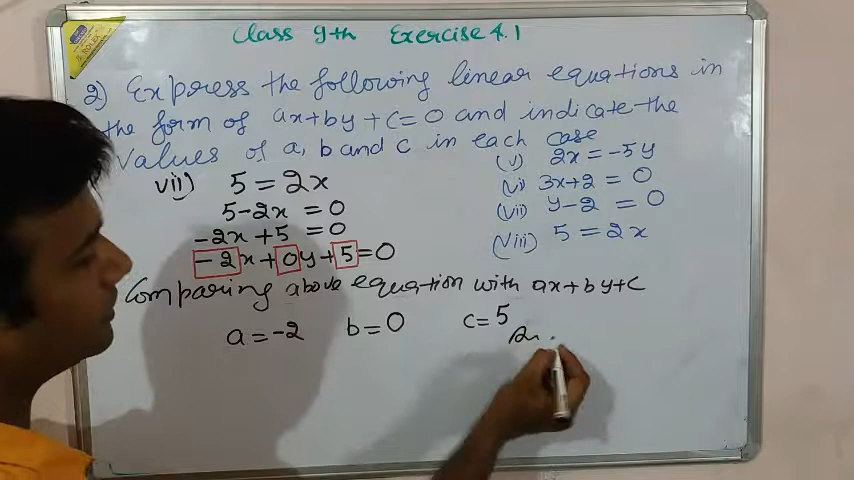 Class 9th Exercise 4.1
2) Express the following linear equations in
the form of ax+by+c=0 and indicate the
values of a, b and c in each case
(v) 2x=-5y
(vi) 3x+2=0
(vii) y-2=0
(viii) 5=2x
vii) 5=2x
5-2x=0
-2x+5=0
-2x+0y+5=0
Comparing above equation with ax+by+c
a=-2 b=0 c=5